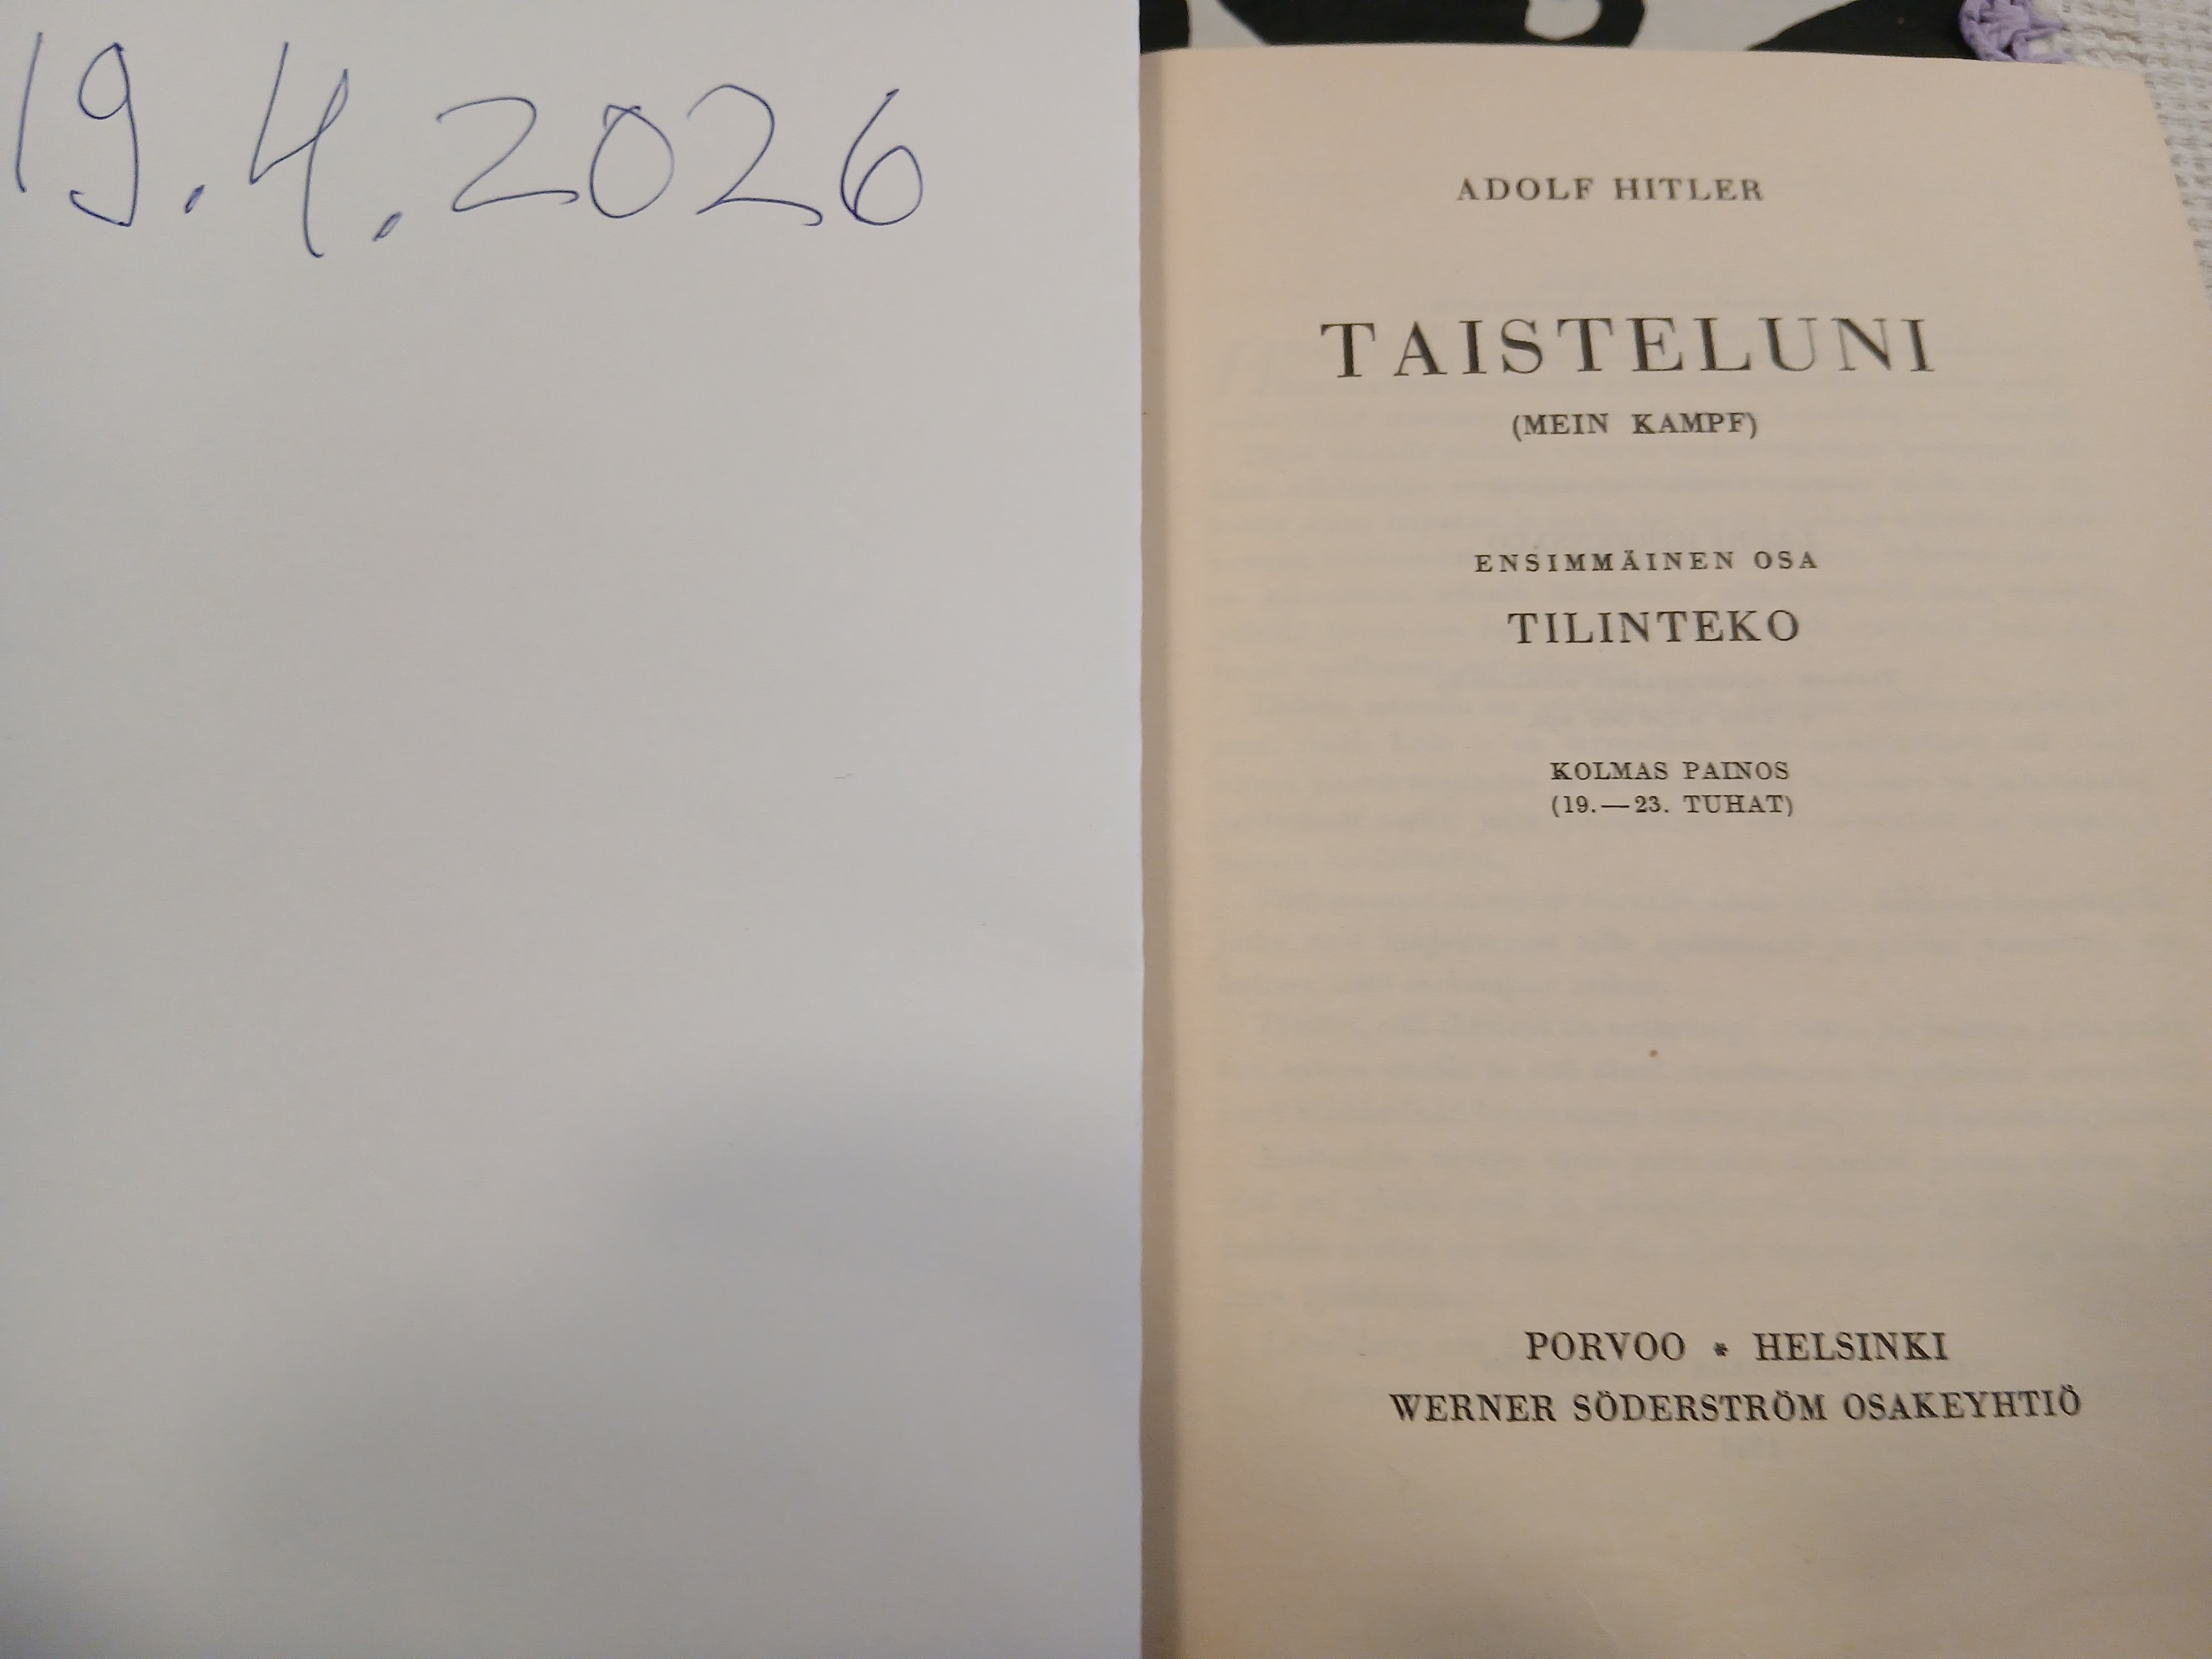 19.4.2026
ADOLF HITLER
TAISTELUNI
(MEIN KAMPF)
ENSIMMÄINEN OSA
TILINTEKO
KOLMAS PAINOS
(19.—23. TUHAT)
PORVOO * HELSINKI
WERNER SÖDERSTRÖM OSAKEYHTIÖ